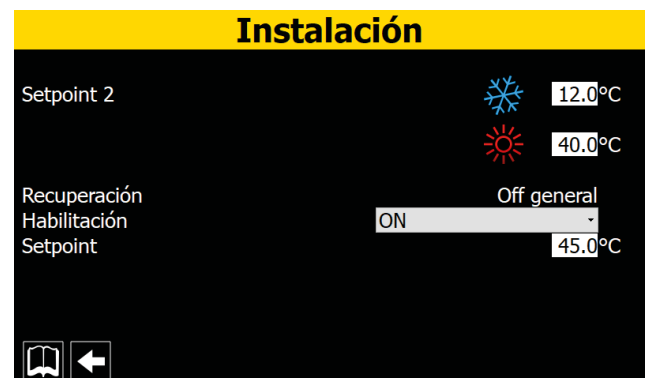 Instalación
Setpoint 2 12.0°C
40.0°C
Recuperación Off general
Habilitación ON
Setpoint 45.0°C